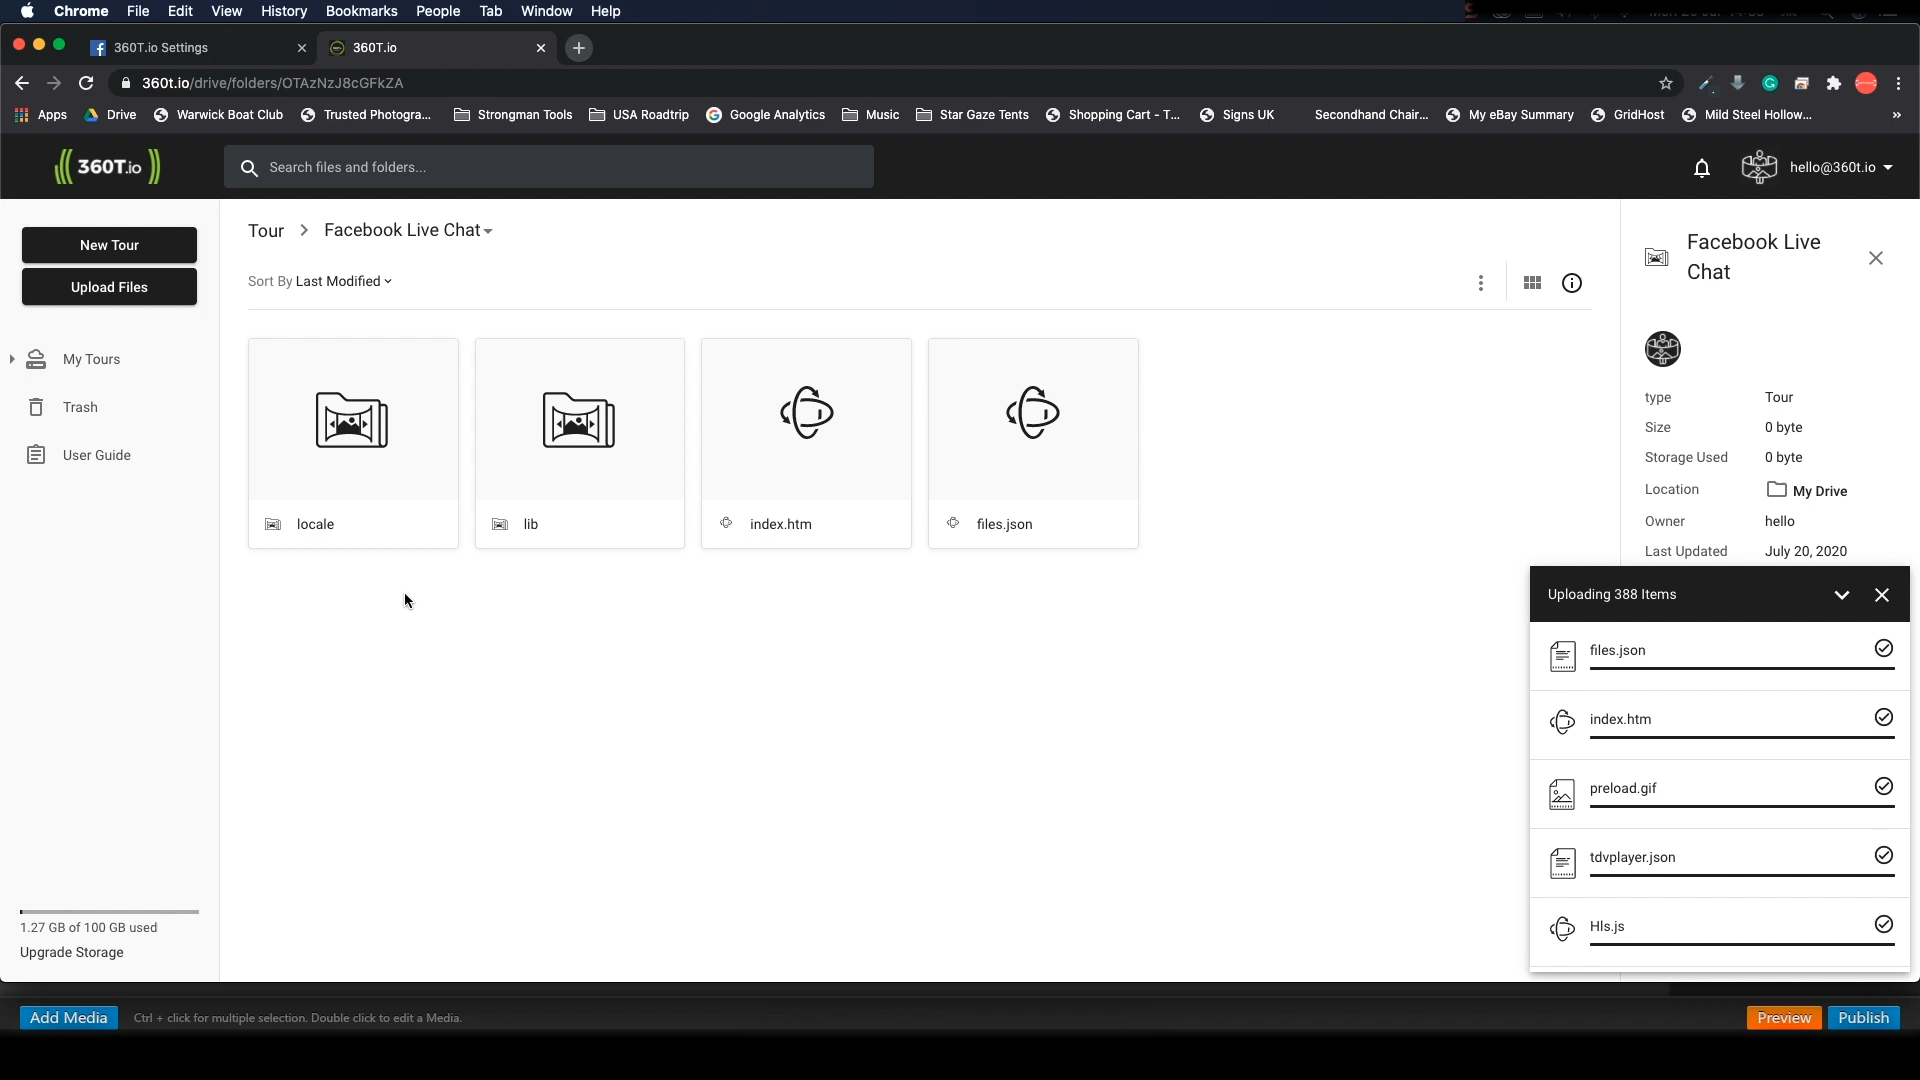 Chrome File Edit View History Bookmarks People Tab Window Help
360T.io Settings
360T.io
360t.io/drive/folders/OTAzNzJ8cGFkZA
Apps Drive Warwick Boat Club Trusted Photogra... Strongman Tools USA Roadtrip Google Analytics Music Star Gaze Tents Shopping Cart - T... Signs UK Secondhand Chair... My eBay Summary GridHost Mild Steel Hollow... »
360T.io
Search files and folders...
hello@360t.io
New Tour
Upload Files
My Tours
Trash
User Guide
1.27 GB of 100 GB used
Upgrade Storage
Tour > Facebook Live Chat
Sort By Last Modified
locale
lib
index.htm
files.json
Facebook Live
Chat
type Tour
Size 0 byte
Storage Used 0 byte
Location My Drive
Owner hello
Last Updated July 20, 2020
Uploading 388 Items
files.json
index.htm
preload.gif
tdvplayer.json
Hls.js
Add Media Ctrl + click for multiple selection. Double click to edit a Media.
Preview Publish